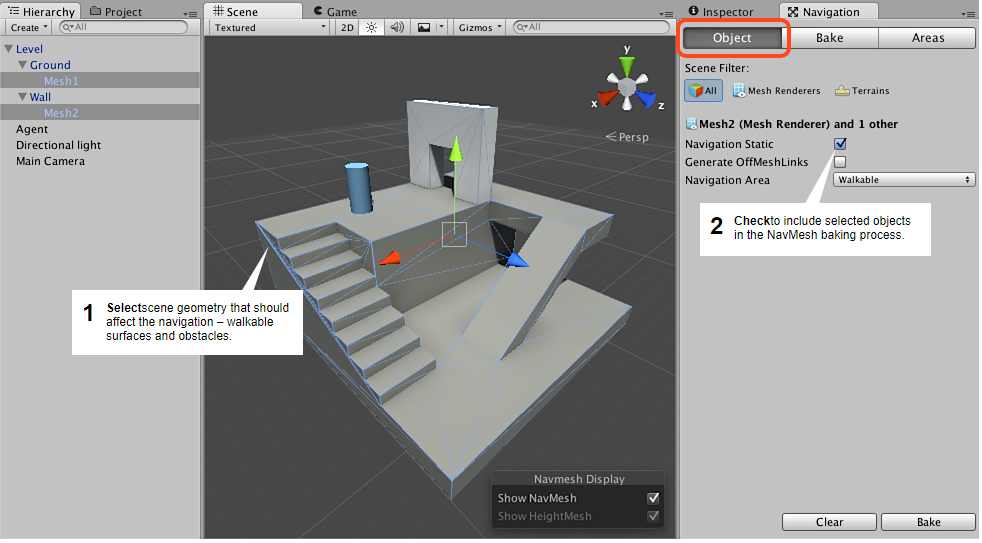 Hierarchy
Project
Create
All
Level
Ground
Mesh1
Wall
Mesh2
Agent
Directional light
Main Camera
Scene
Game
Textured
2D
Gizmos
All
y
x
z
Persp
1
Selectscene geometry that should
affect the navigation – walkable
surfaces and obstacles.
Navmesh Display
Show NavMesh
Show HeightMesh
Inspector
Navigation
Object
Bake
Areas
Scene Filter:
All
Mesh Renderers
Terrains
Mesh2 (Mesh Renderer) and 1 other
Navigation Static
Generate OffMeshLinks
Navigation Area
Walkable
2
Checkto include selected objects
in the NavMesh baking process.
Clear
Bake